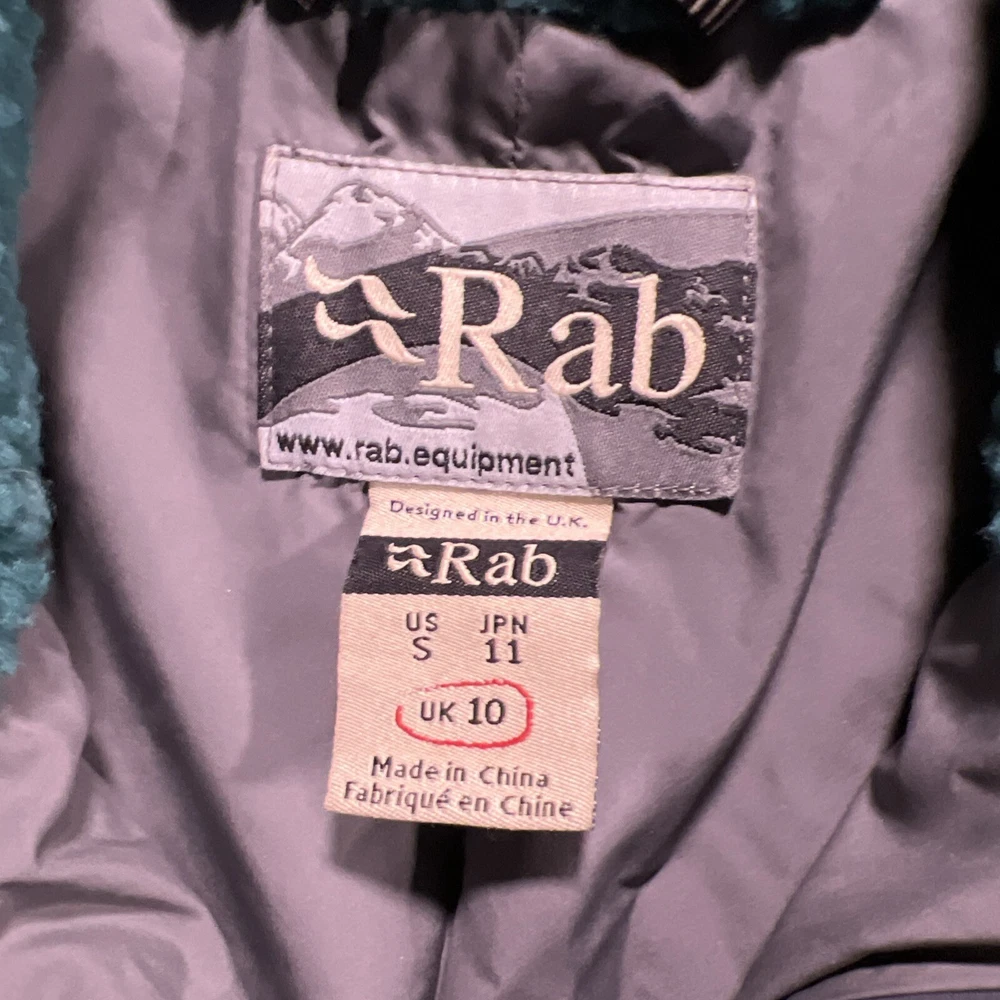 Rab
www.rab.equipment
Designed in the U.K.
Rab
US JPN
S 11
UK 10
Made in China
Fabriqué en Chine